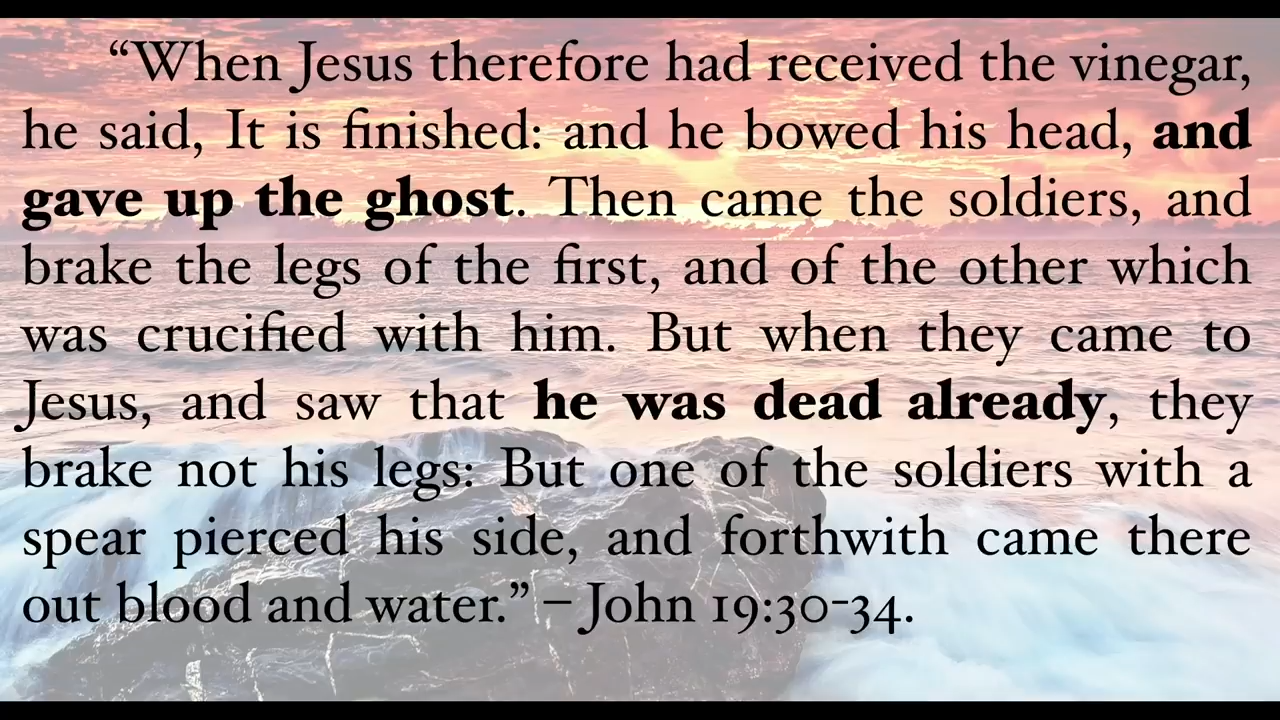 “When Jesus therefore had received the vinegar,
he said, It is finished: and he bowed his head, and
gave up the ghost. Then came the soldiers, and
brake the legs of the first, and of the other which
was crucified with him. But when they came to
Jesus, and saw that he was dead already, they
brake not his legs: But one of the soldiers with a
spear pierced his side, and forthwith came there
out blood and water.” – John 19:30-34.